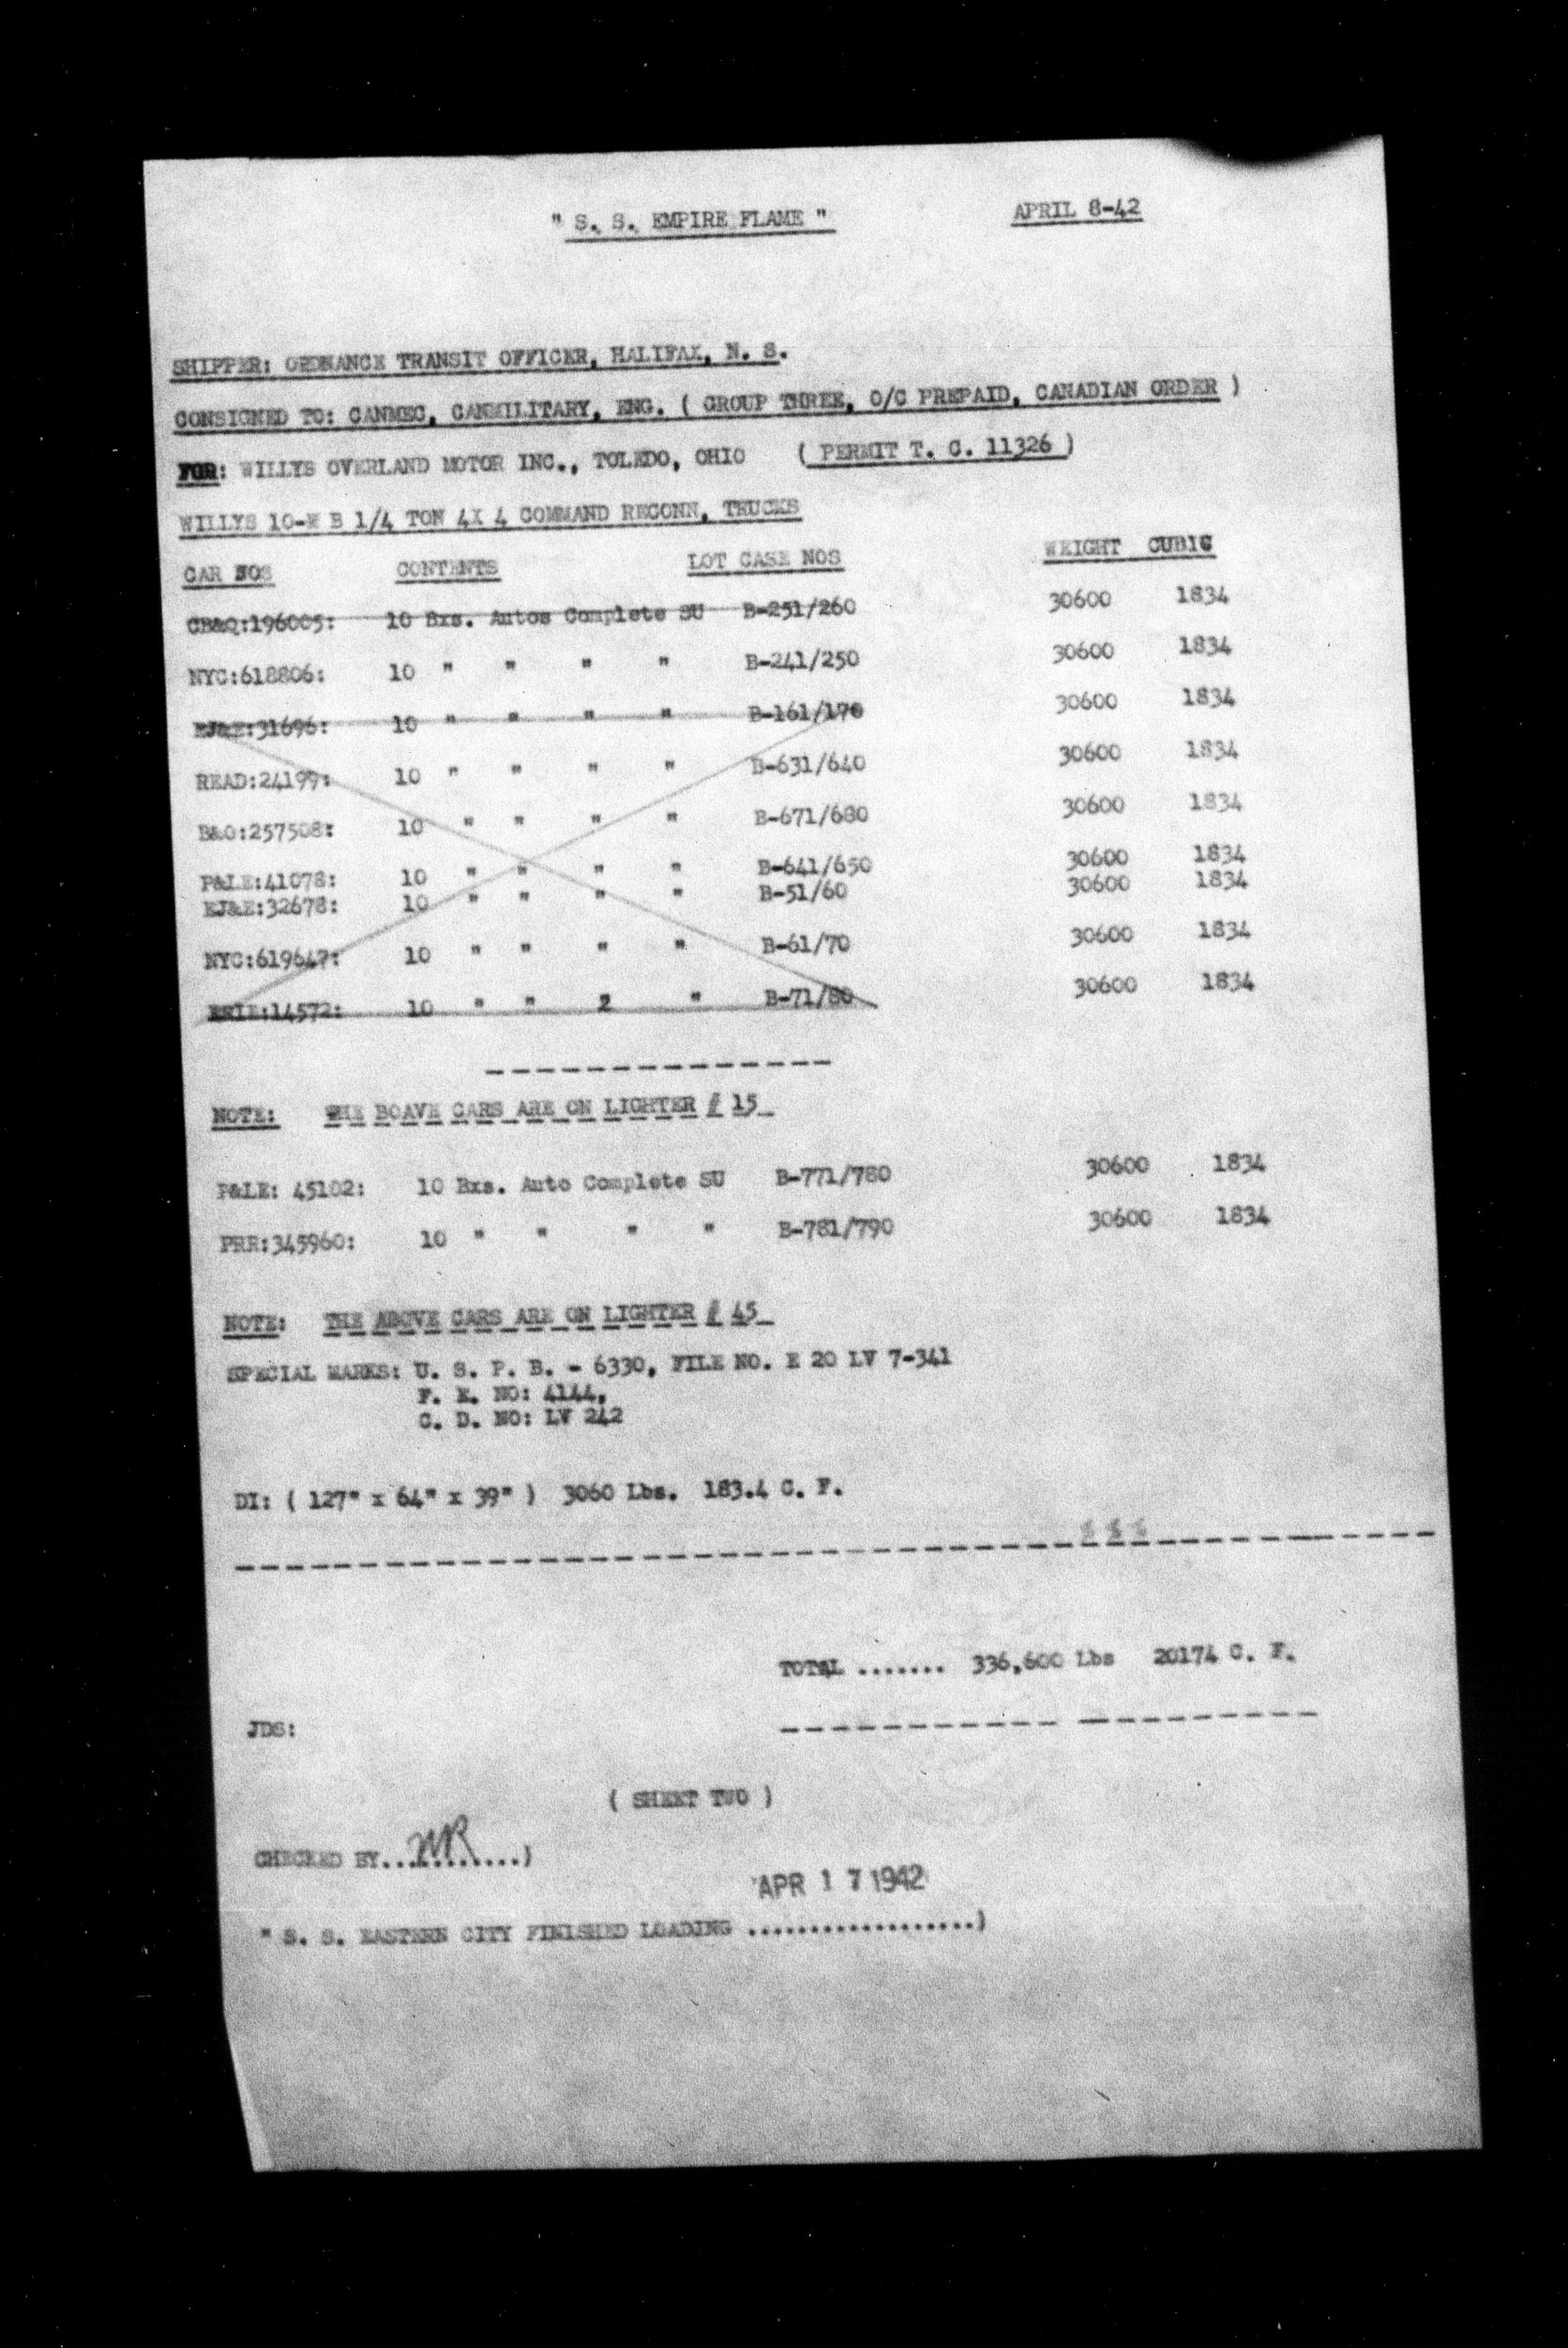 " S. S. EMPIRE FLAME " APRIL 8-42
SHIPPER: ORDNANCE TRANSIT OFFICER, HALIFAX, N. S.
CONSIGNED TO: CANMEC, CANMILITARY, ENG. ( GROUP THREE, O/C PREPAID, CANADIAN ORDER )
FOR: WILLYS OVERLAND MOTOR INC., TOLEDO, OHIO ( PERMIT T. C. 11326 )
WILLYS 10-M B 1/4 TON 4X 4 COMMAND RECONN, TRUCKS
CAR NOS CONTENTS LOT CASE NOS WEIGHT CUBIC
CB&Q:196005: 10 Bxs. Autos Complete SU B-251/260 30600 1834
NYC:618806: 10 " " " " B-241/250 30600 1834
EJ&E:31696: 10 " " " " B-161/170 30600 1834
READ:24199: 10 " " " " B-631/640 30600 1834
B&O:257508: 10 " " " " B-671/680 30600 1834
P&LE:41078: 10 " " " " B-641/650 30600 1834
EJ&E:32678: 10 " " " " B-51/60 30600 1834
NYC:619647: 10 " " " " B-61/70 30600 1834
ERIE:14572: 10 " " 2 " B-71/80 30600 1834
NOTE: THE BOAVE CARS ARE ON LIGHTER # 15_
P&LE: 45102: 10 Bxs. Auto Complete SU B-771/780 30600 1834
PRR:345960: 10 " " " " B-781/790 30600 1834
NOTE: THE ABOVE CARS ARE ON LIGHTER # 45_
SPECIAL MARKS: U. S. P. B. - 6330, FILE NO. E 20 LV 7-341
F. E. NO: 4144,
C. D. NO: LV 242
DI: ( 127" x 64" x 39" ) 3060 Lbs. 183.4 C. F.
TOTAL ....... 336,600 Lbs 20174 C. F.
JDS:
( SHEET TWO )
CHECKED BY............)
APR 17 1942
" S. S. EASTERN CITY FINISHED LOADING ..................)